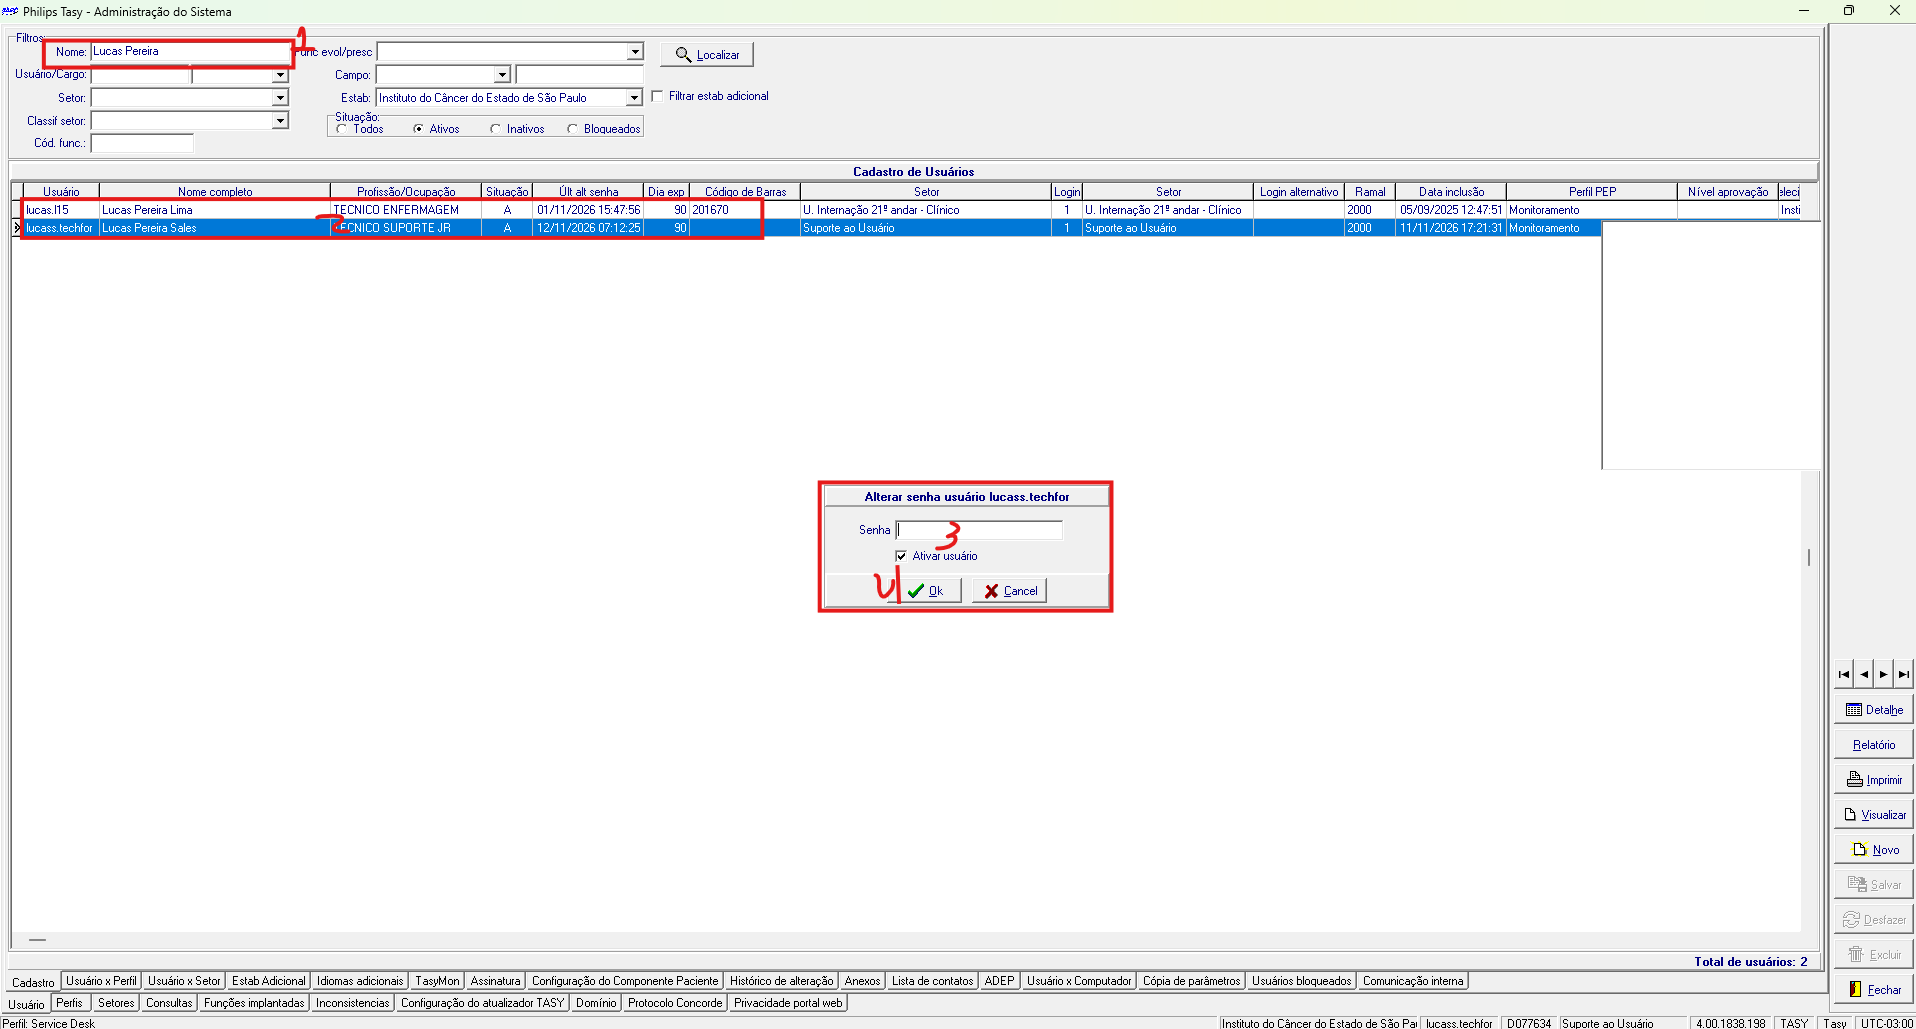 Philips Tasy - Administração do Sistema
Filtros:
Nome: Lucas Pereira 1 Func evol/presc Localizar
Usuário/Cargo: Campo:
Setor: Estab: Instituto do Câncer do Estado de São Paulo Filtrar estab adicional
Classif setor: Situação: Todos Ativos Inativos Bloqueados
Cód. func.:
Cadastro de Usuários
Usuário Nome completo Profissão/Ocupação Situação Últ alt senha Dia exp Código de Barras Setor Login Setor Login alternativo Ramal Data inclusão Perfil PEP Nível aprovação
lucas.l15 Lucas Pereira Lima TECNICO ENFERMAGEM A 01/11/2026 15:47:56 90 201670 U. Internação 21º andar - Clínico 1 U. Internação 21º andar - Clínico 2000 05/09/2025 12:47:51 Monitoramento Insti
lucass.techfor Lucas Pereira Sales 2 TECNICO SUPORTE JR A 12/11/2026 07:12:25 90 Suporte ao Usuário 1 Suporte ao Usuário 2000 11/11/2026 17:21:31 Monitoramento
Alterar senha usuário lucass.techfor
Senha 3
Ativar usuário
Ok Cancel
Detalhe
Relatório
Imprimir
Visualizar
Novo
Salvar
Desfazer
Excluir
Fechar
Total de usuários: 2
Cadastro Usuário x Perfil Usuário x Setor Estab Adicional Idiomas adicionais TasyMon Assinatura Configuração do Componente Paciente Histórico de alteração Anexos Lista de contatos ADEP Usuário x Computador Cópia de parâmetros Usuários bloqueados Comunicação interna
Usuário Perfis Setores Consultas Funções implantadas Inconsistencias Configuração do atualizador TASY Domínio Protocolo Concorde Privacidade portal web
Perfil: Service Desk Instituto do Câncer do Estado de São Pa lucass.techfor D077634 Suporte ao Usuário 4.00.1838.198 TASY Tasy UTC-03:00